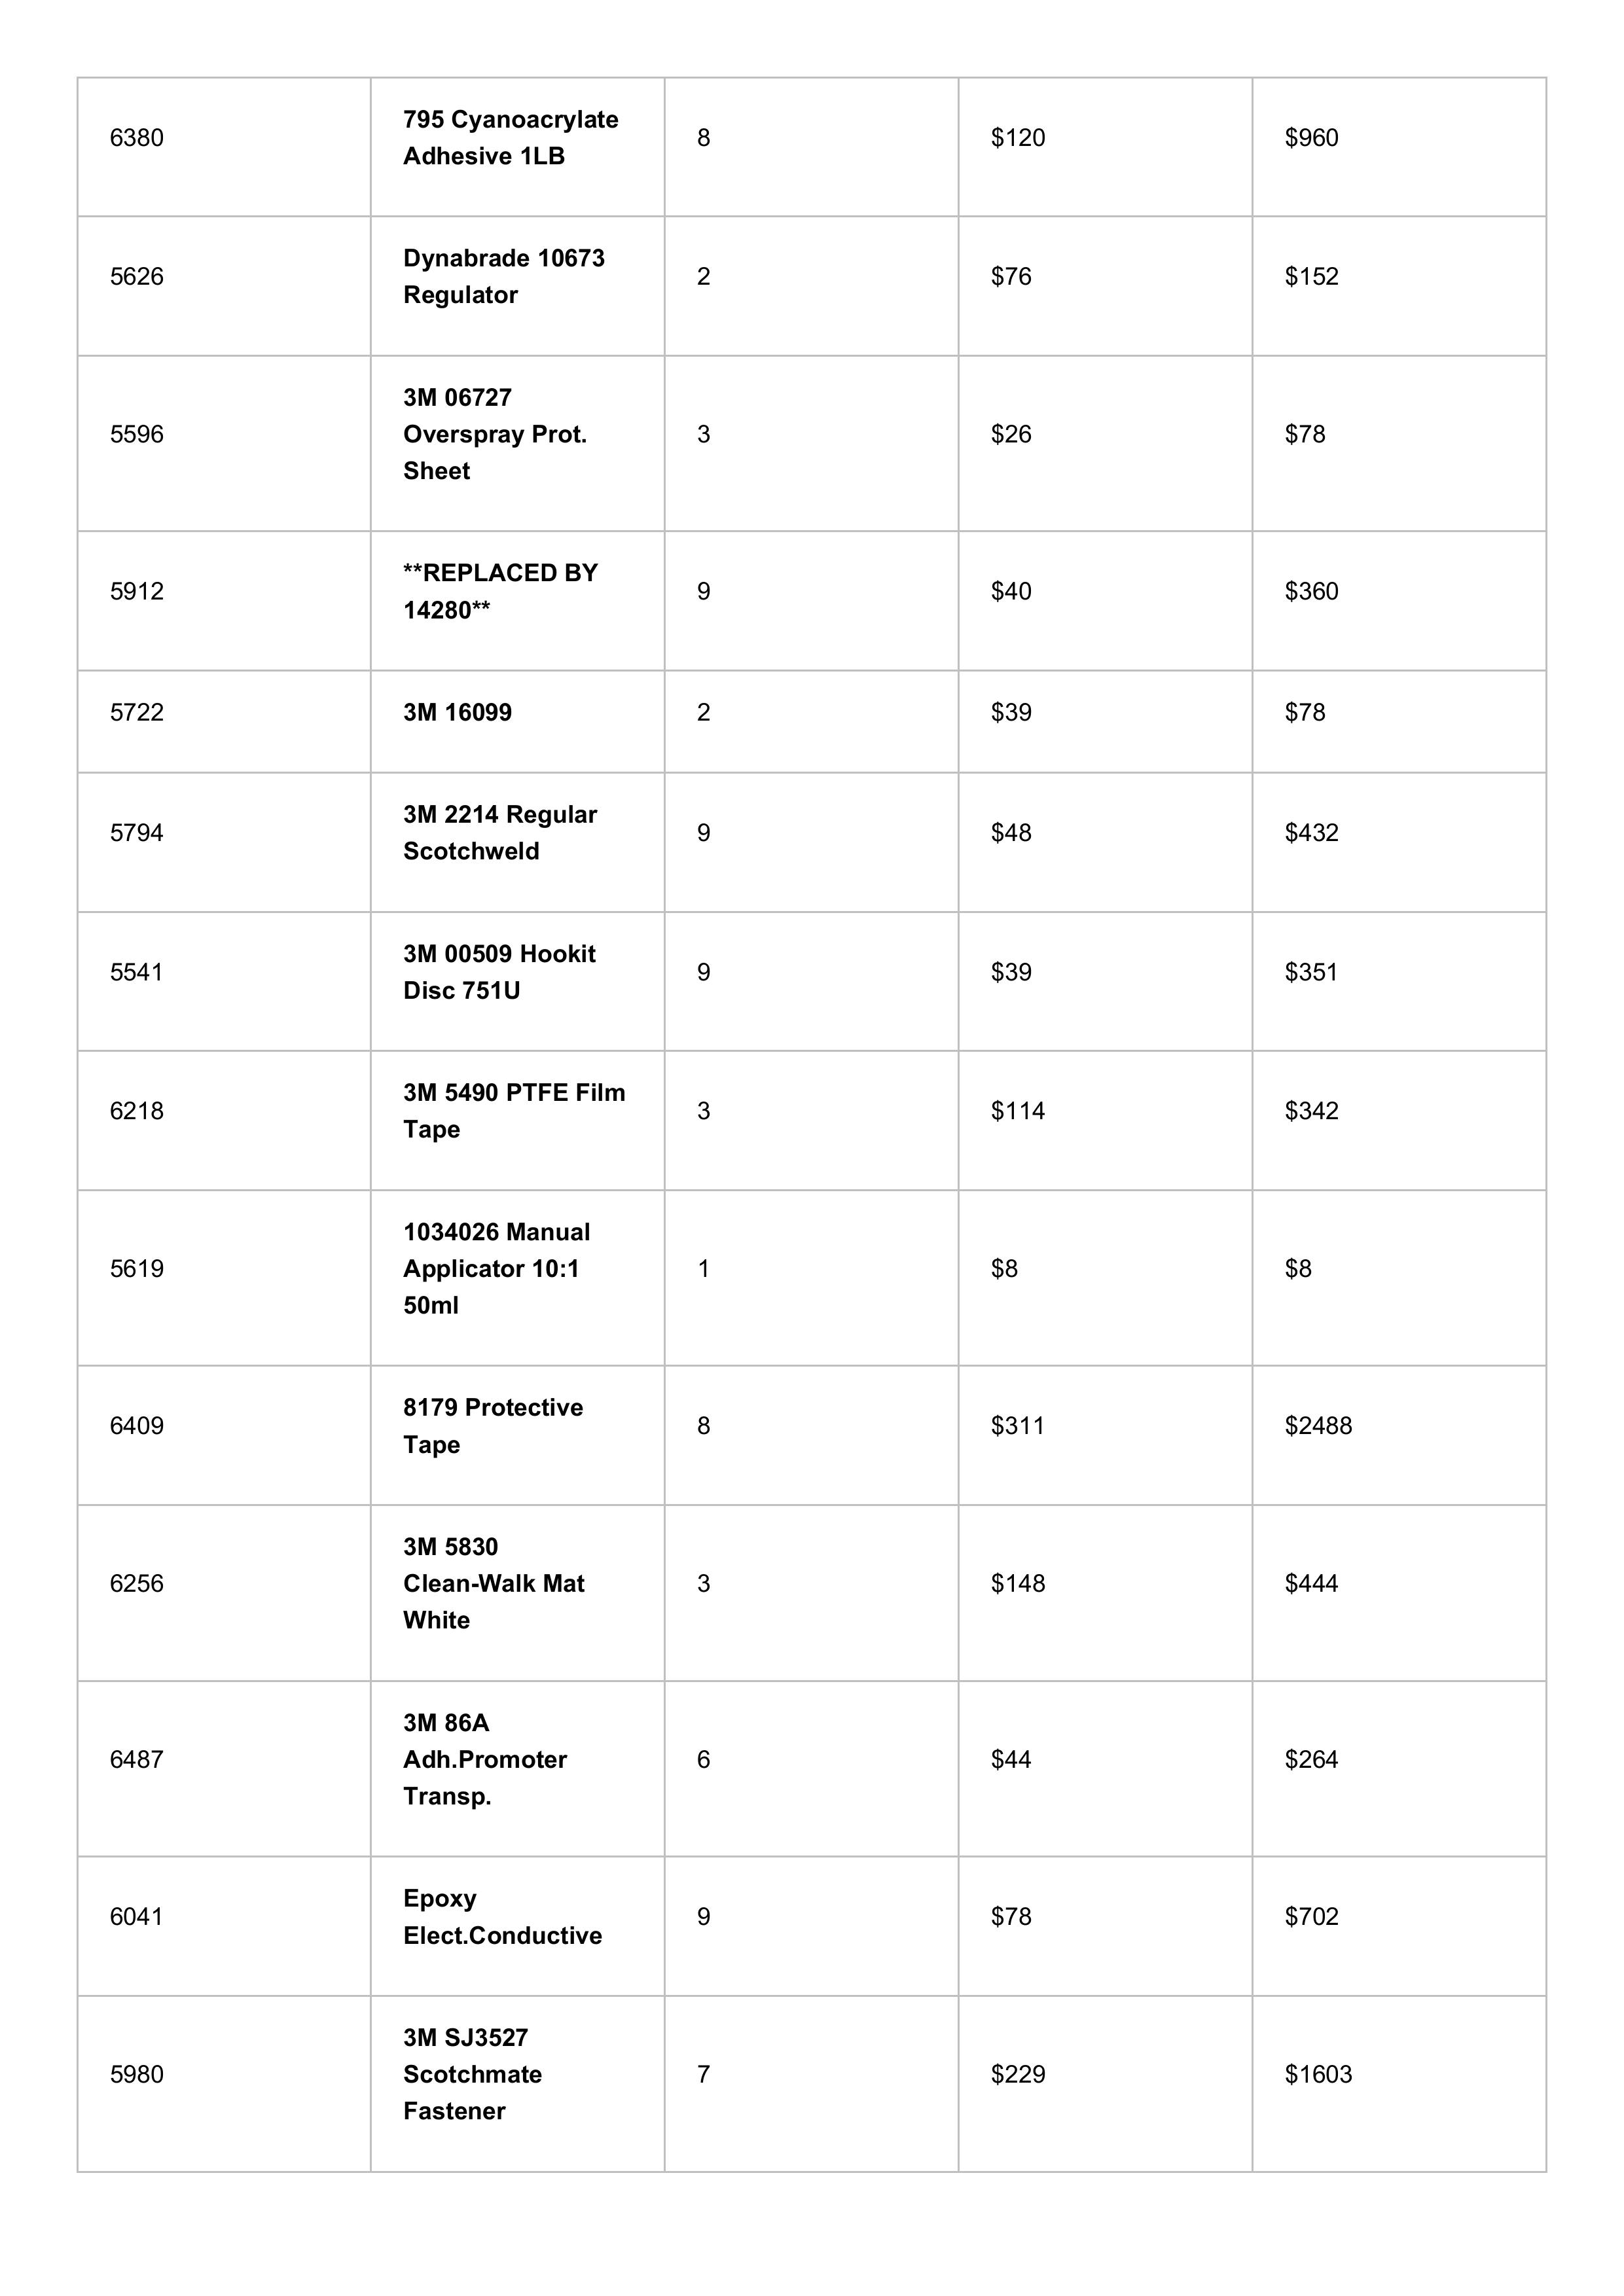 6380
795 Cyanoacrylate
Adhesive 1LB
8
$120
$960
5626
Dynabrade 10673
Regulator
2
$76
$152
5596
3M 06727
Overspray Prot.
Sheet
3
$26
$78
5912
**REPLACED BY
14280**
9
$40
$360
5722
3M 16099
2
$39
$78
5794
3M 2214 Regular
Scotchweld
9
$48
$432
5541
3M 00509 Hookit
Disc 751U
9
$39
$351
6218
3M 5490 PTFE Film
Tape
3
$114
$342
5619
1034026 Manual
Applicator 10:1
50ml
1
$8
$8
6409
8179 Protective
Tape
8
$311
$2488
6256
3M 5830
Clean-Walk Mat
White
3
$148
$444
6487
3M 86A
Adh.Promoter
Transp.
6
$44
$264
6041
Epoxy
Elect.Conductive
9
$78
$702
5980
3M SJ3527
Scotchmate
Fastener
7
$229
$1603